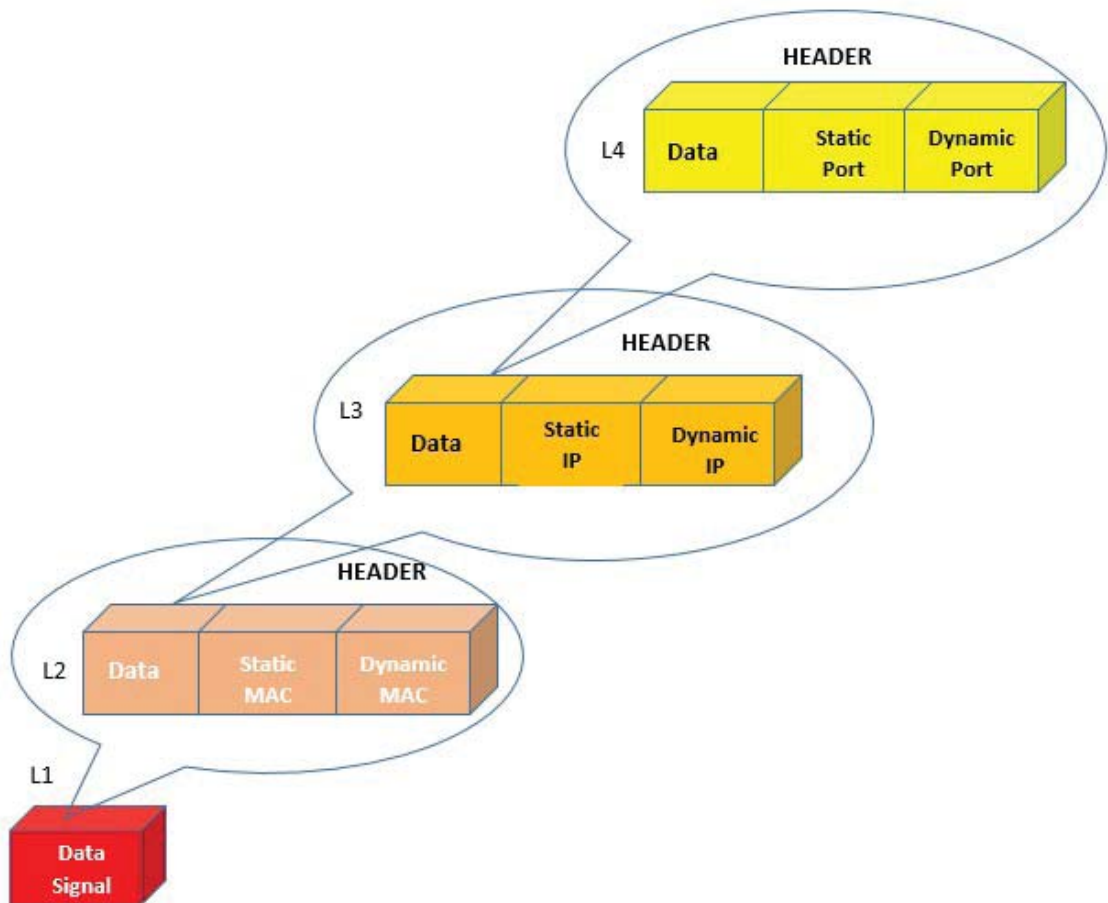 HEADER
L4
Data
Static
Port
Dynamic
Port
HEADER
L3
Data
Static
IP
Dynamic
IP
HEADER
L2
Data
Static
MAC
Dynamic
MAC
L1
Data
Signal